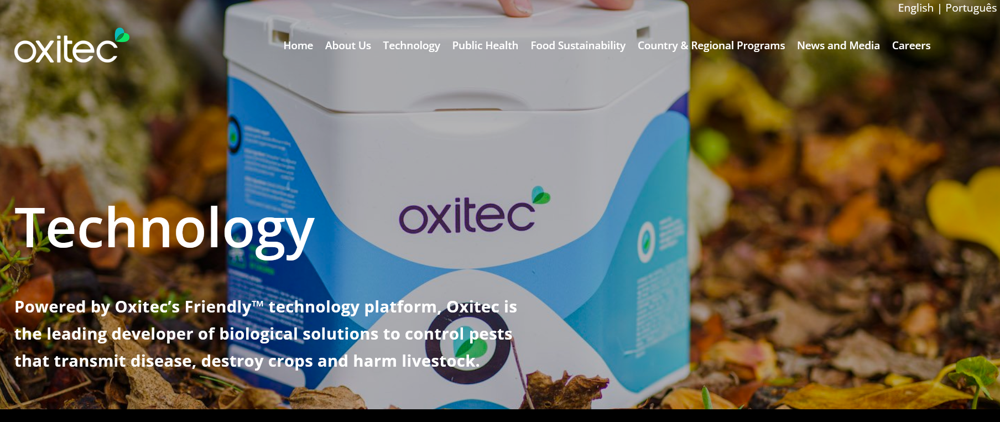 English | Português
oxitec
Home About Us Technology Public Health Food Sustainability Country & Regional Programs News and Media Careers
oxitec
Technology
Powered by Oxitec’s Friendly™ technology platform, Oxitec is
the leading developer of biological solutions to control pests
that transmit disease, destroy crops and harm livestock.